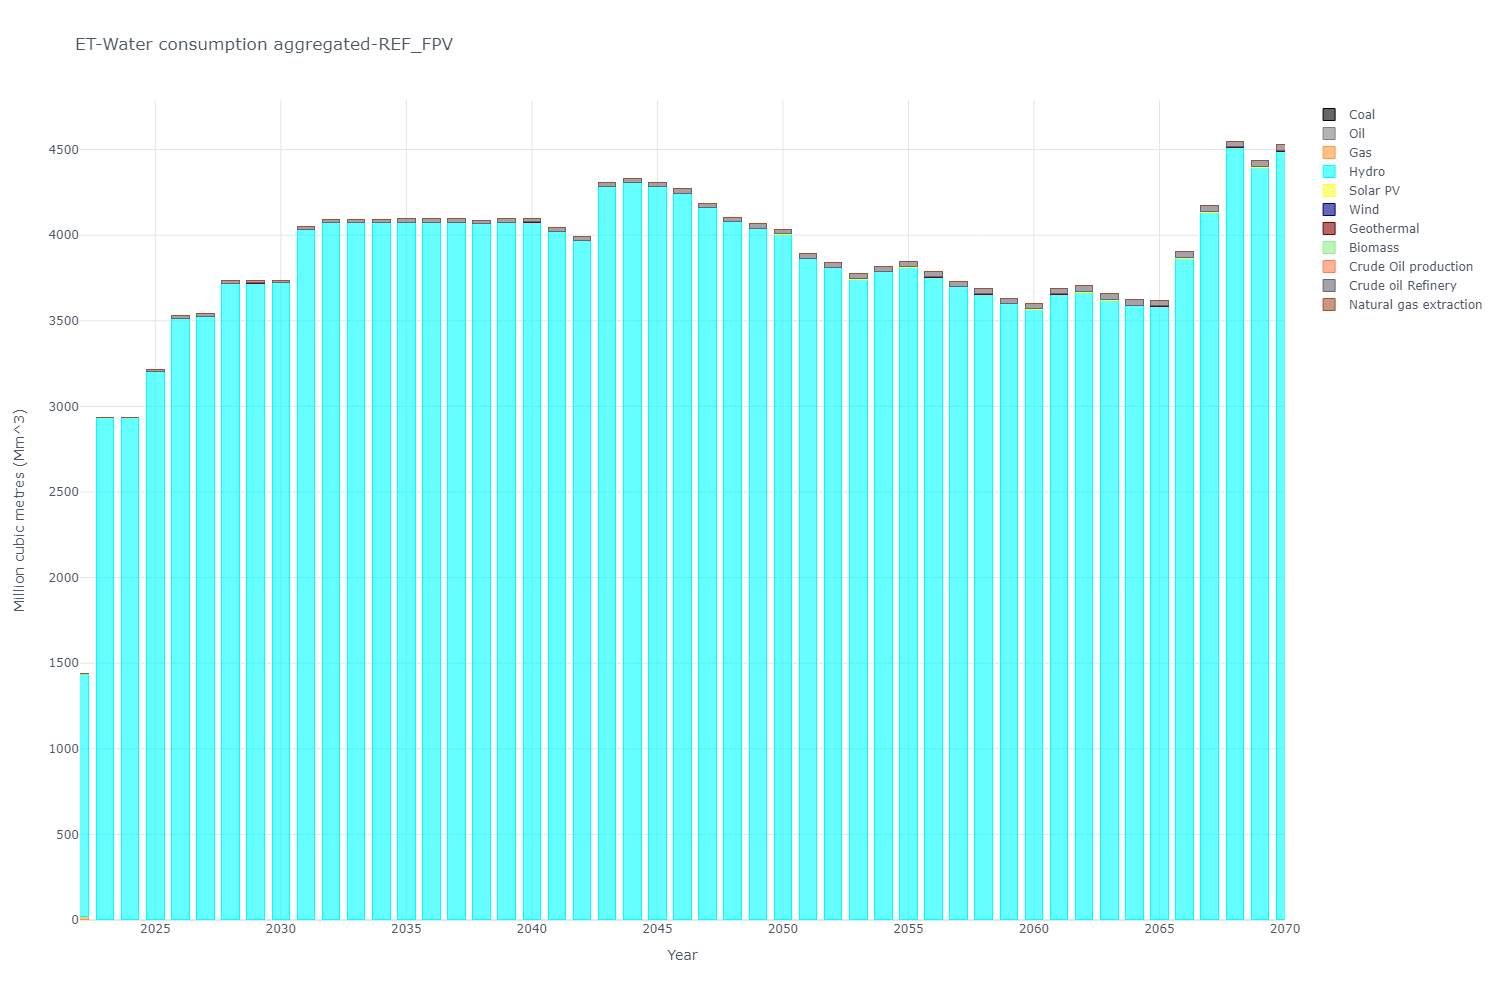 ET-Water consumption aggregated-REF_FPV
Coal
Oil
Gas
Hydro
Solar PV
Wind
Geothermal
Biomass
Crude Oil production
Crude oil Refinery
Natural gas extraction
4500
4000
3500
3000
2500
2000
1500
1000
500
0
Million cubic metres (Mm^3)
2025 2030 2035 2040 2045 2050 2055 2060 2065 2070
Year